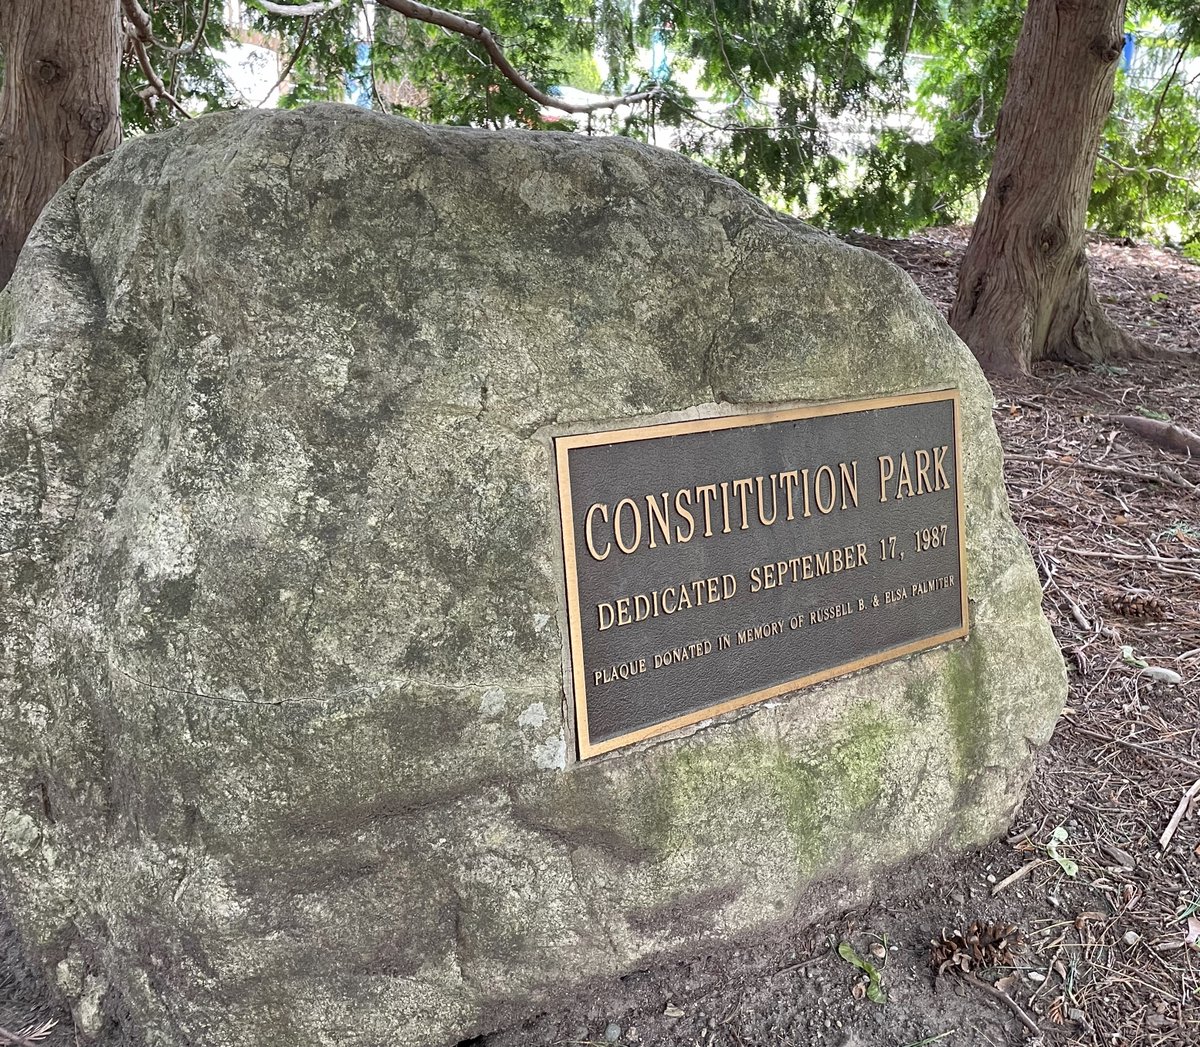 CONSTITUTION PARK
DEDICATED SEPTEMBER 17, 1987
PLAQUE DONATED IN MEMORY OF RUSSELL B. & ELSA PALMITER